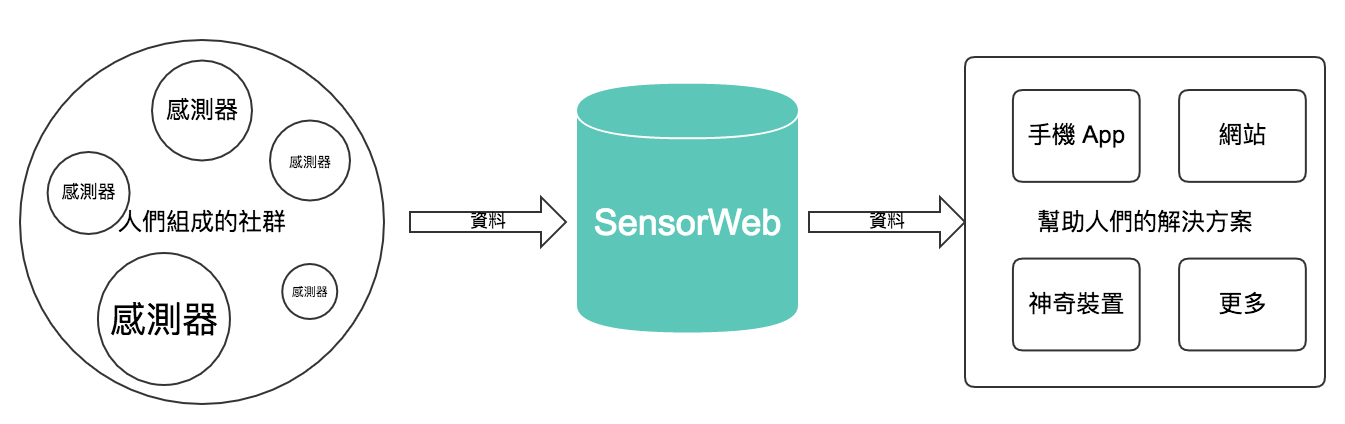 感測器
感測器
感測器
人們組成的社群
感測器
感測器
資料
SensorWeb
資料
手機 App
網站
幫助人們的解決方案
神奇裝置
更多